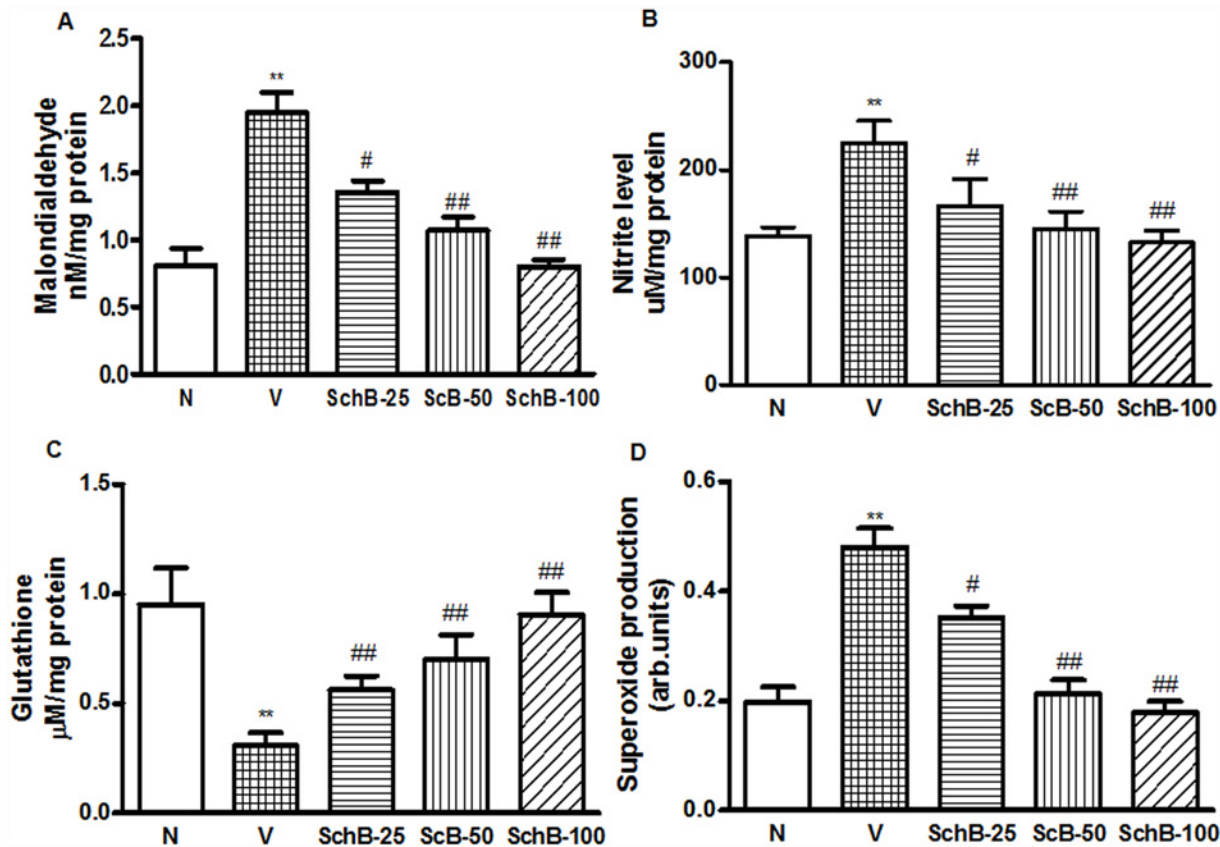 A
Malondialdehyde
nM/mg protein
2.5
2.0
1.5
1.0
0.5
0.0
**
#
##
##
N V SchB-25 ScB-50 SchB-100
B
Nitrite level
uM/mg protein
300
200
100
0
**
#
##
##
N V SchB-25 ScB-50 SchB-100
C
Glutathione
μM/mg protein
1.5
1.0
0.5
0.0
**
##
##
##
N V SchB-25 ScB-50 SchB-100
D
Superoxide production
(arb.units)
0.6
0.4
0.2
0.0
**
#
##
##
N V SchB-25 ScB-50 SchB-100